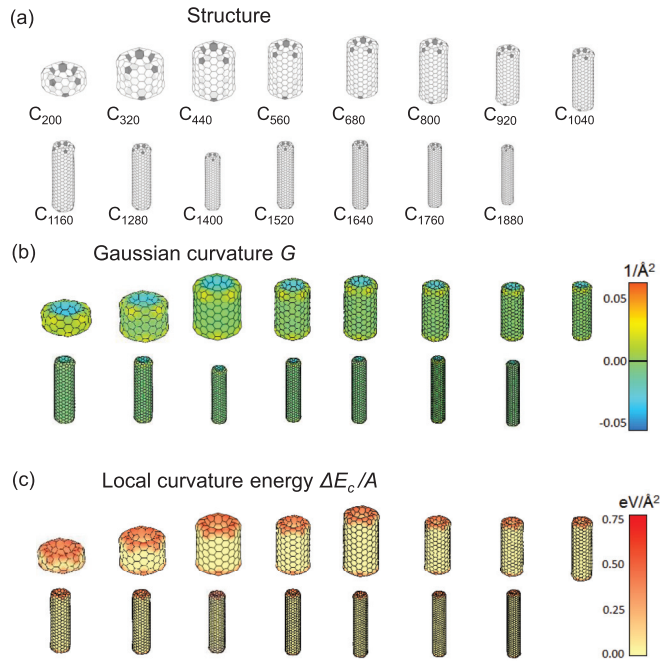 (a) Structure
C200 C320 C440 C560 C680 C800 C920 C1040
C1160 C1280 C1400 C1520 C1640 C1760 C1880
(b) Gaussian curvature G
1/Å²
0.05
0.00
-0.05
(c) Local curvature energy ΔEc/A
eV/Å²
0.75
0.50
0.25
0.00